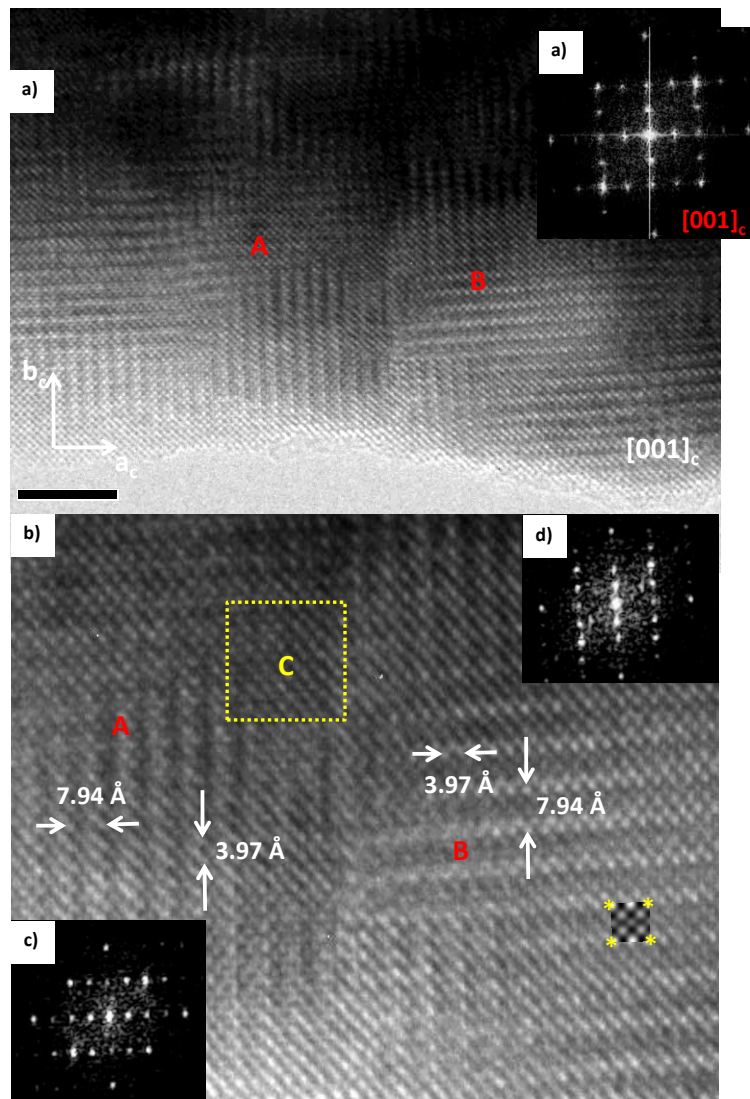 a)
a)
[001]c
A
B
bc
ac
[001]c
b)
d)
C
A
7.94 Å
3.97 Å
3.97 Å
7.94 Å
B
* *
* *
c)